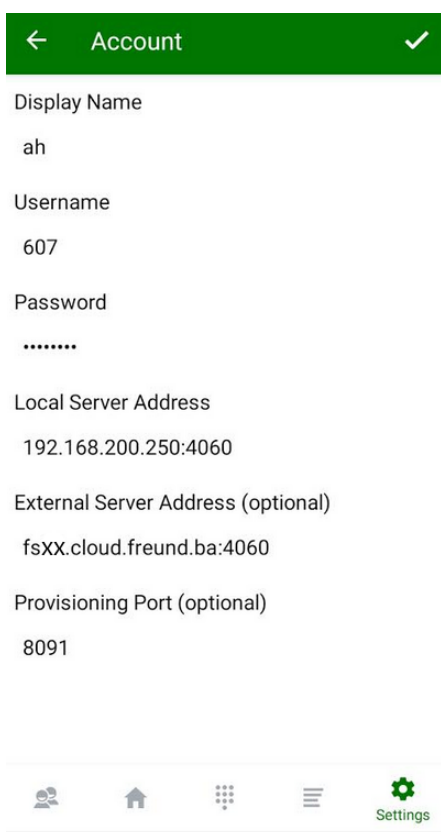 Account
Display Name
ah
Username
607
Password
••••••••
Local Server Address
192.168.200.250:4060
External Server Address (optional)
fsXX.cloud.freund.ba:4060
Provisioning Port (optional)
8091
Settings